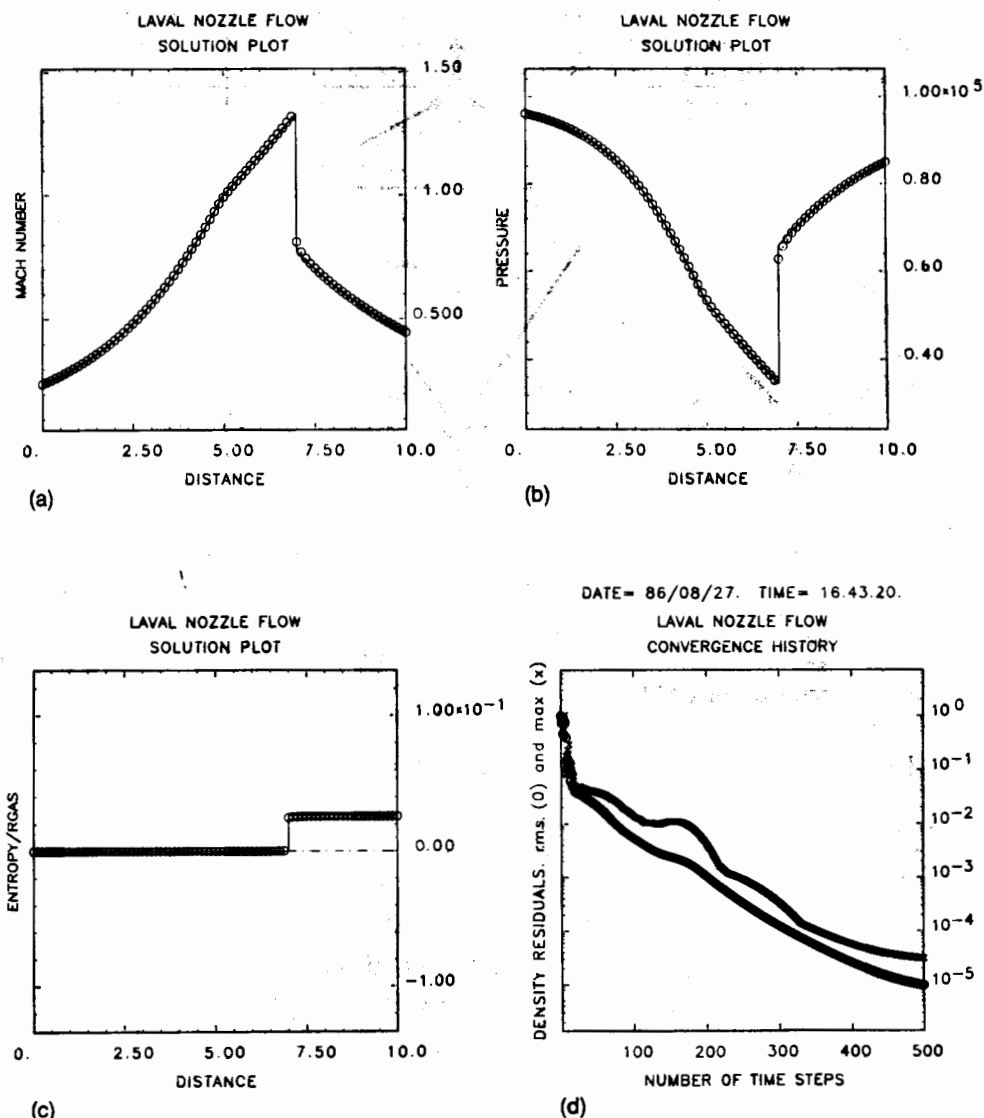 LAVAL NOZZLE FLOW
SOLUTION PLOT
MACH NUMBER
1.50
1.00
0.500
0. 2.50 5.00 7.50 10.0
DISTANCE
(a)
LAVAL NOZZLE FLOW
SOLUTION PLOT
PRESSURE
1.00×10⁵
0.80
0.60
0.40
0. 2.50 5.00 7.50 10.0
DISTANCE
(b)
LAVAL NOZZLE FLOW
SOLUTION PLOT
ENTROPY/RGAS
1.00×10⁻¹
0.00
-1.00
0. 2.50 5.00 7.50 10.0
DISTANCE
(c)
DATE= 86/08/27. TIME= 16.43.20.
LAVAL NOZZLE FLOW
CONVERGENCE HISTORY
DENSITY RESIDUALS. rms. (O) and max (x)
10⁰
10⁻¹
10⁻²
10⁻³
10⁻⁴
10⁻⁵
100 200 300 400 500
NUMBER OF TIME STEPS
(d)